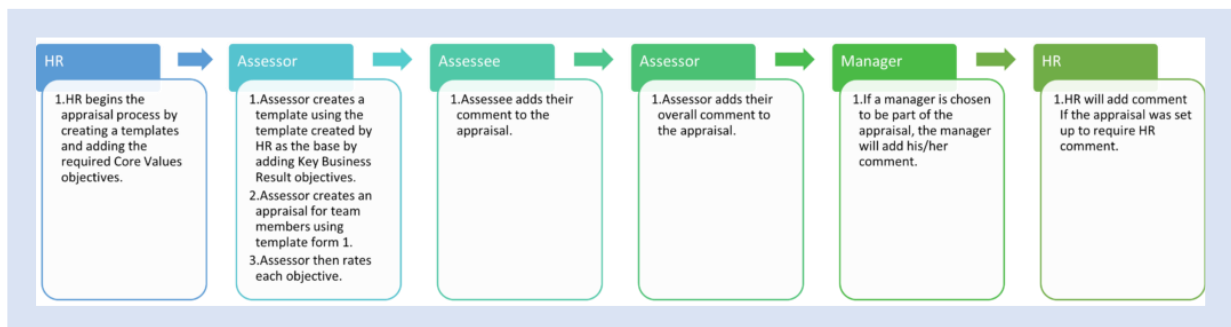 HR
1.HR begins the
appraisal process by
creating a templates
and adding the
required Core Values
objectives.
Assessor
1.Assessor creates a
template using the
template created by
HR as the base by
adding Key Business
Result objectives.
2.Assessor creates an
appraisal for team
members using
template form 1.
3.Assessor then rates
each objective.
Assessee
1.Assessee adds their
comment to the
appraisal.
Assessor
1.Assessor adds their
overall comment to
the appraisal.
Manager
1.If a manager is chosen
to be part of the
appraisal, the manager
will add his/her
comment.
HR
1.HR will add comment
If the appraisal was set
up to require HR
comment.